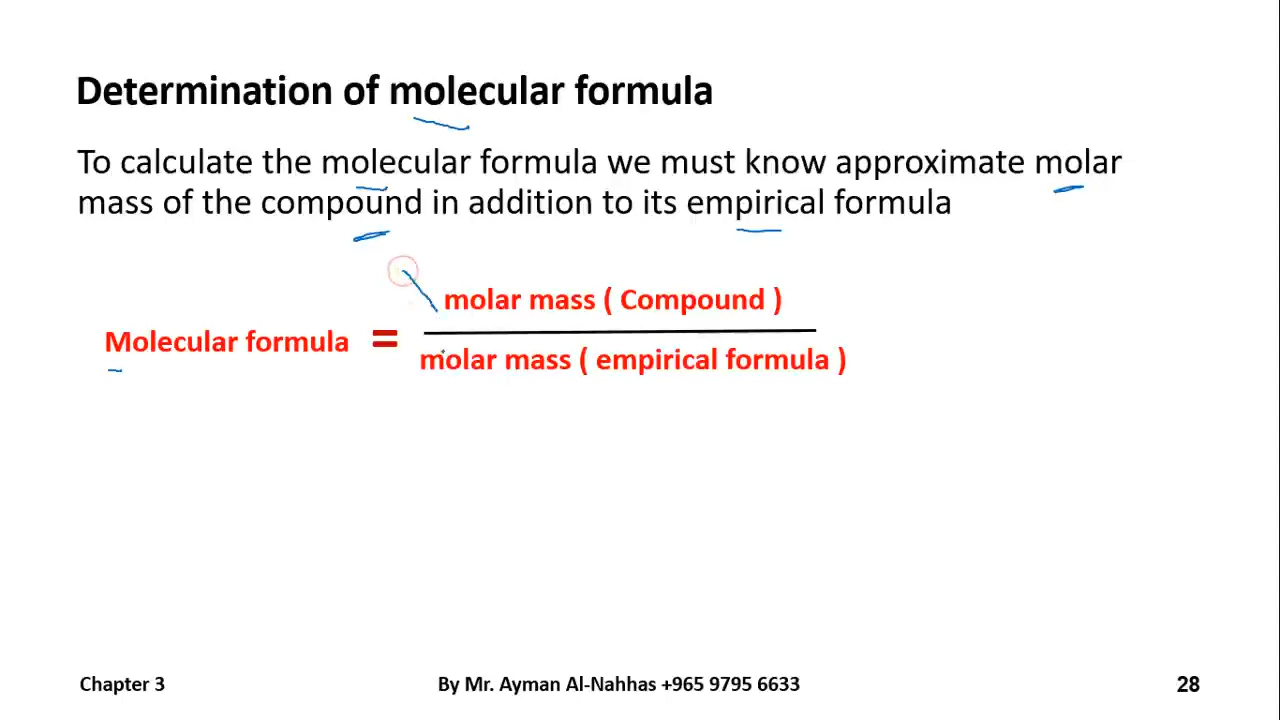 Determination of molecular formula
To calculate the molecular formula we must know approximate molar
mass of the compound in addition to its empirical formula
molar mass ( Compound )
Molecular formula =
molar mass ( empirical formula )
Chapter 3
By Mr. Ayman Al-Nahhas +965 9795 6633
28